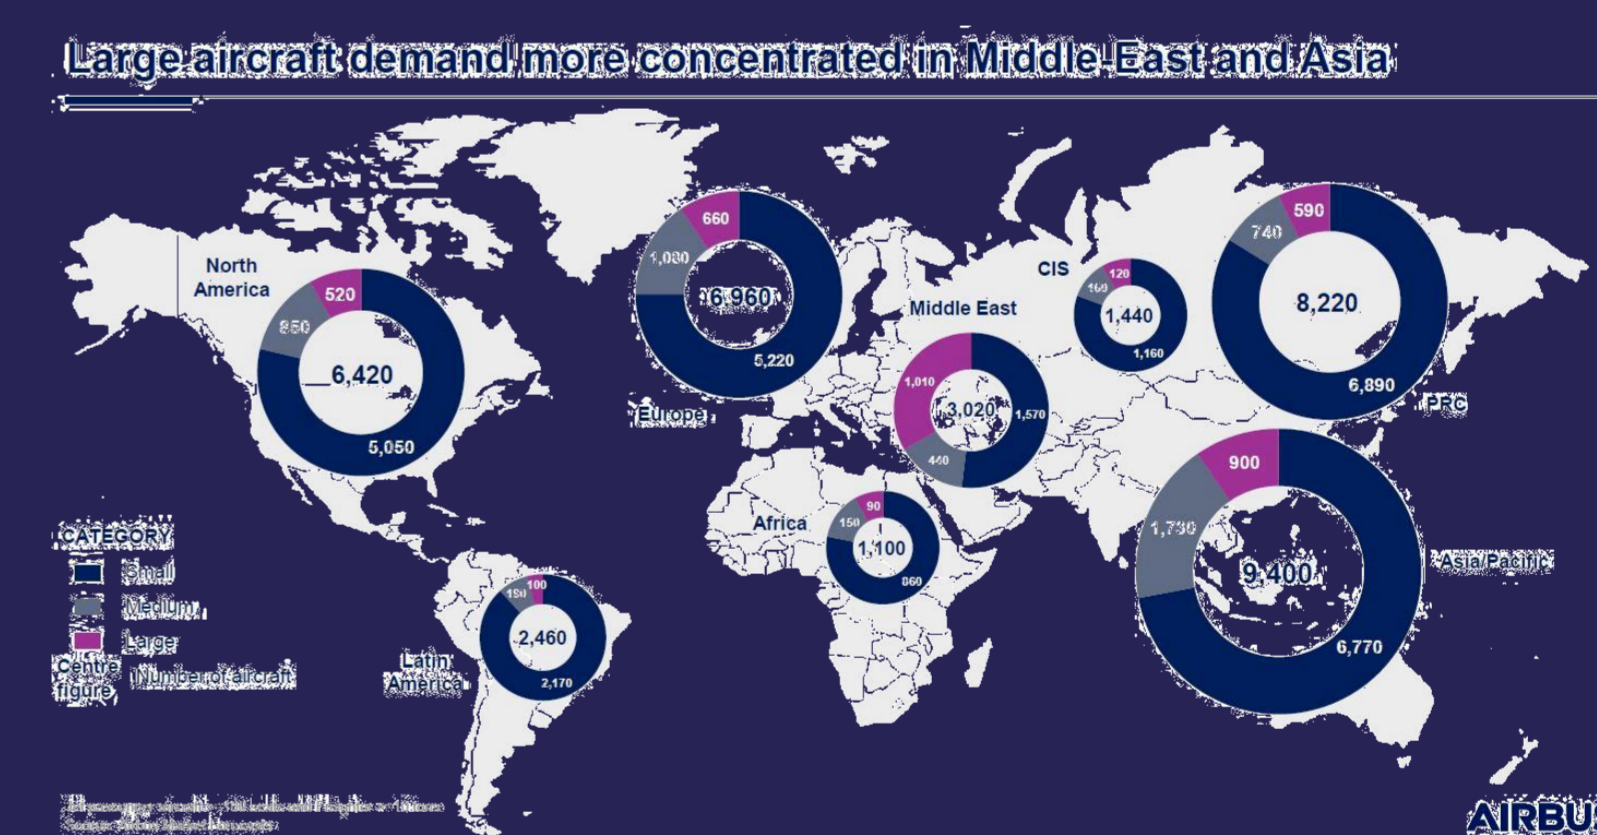 Large aircraft demand more concentrated in Middle-East and Asia
North
America
520
850
6,420
5,050
660
1,080
6,960
5,220
Europe
Middle East
1,010
3,020
1,570
440
CIS
120
160
1,440
1,160
590
740
8,220
6,890
PRC
900
1,730
9,400
6,770
Asia/Pacific
Africa
90
150
1,100
860
100
2,460
2,170
Latin
America
CATEGORY
Small
Medium
Large
Centre
figure
Number of aircraft
AIRBUS